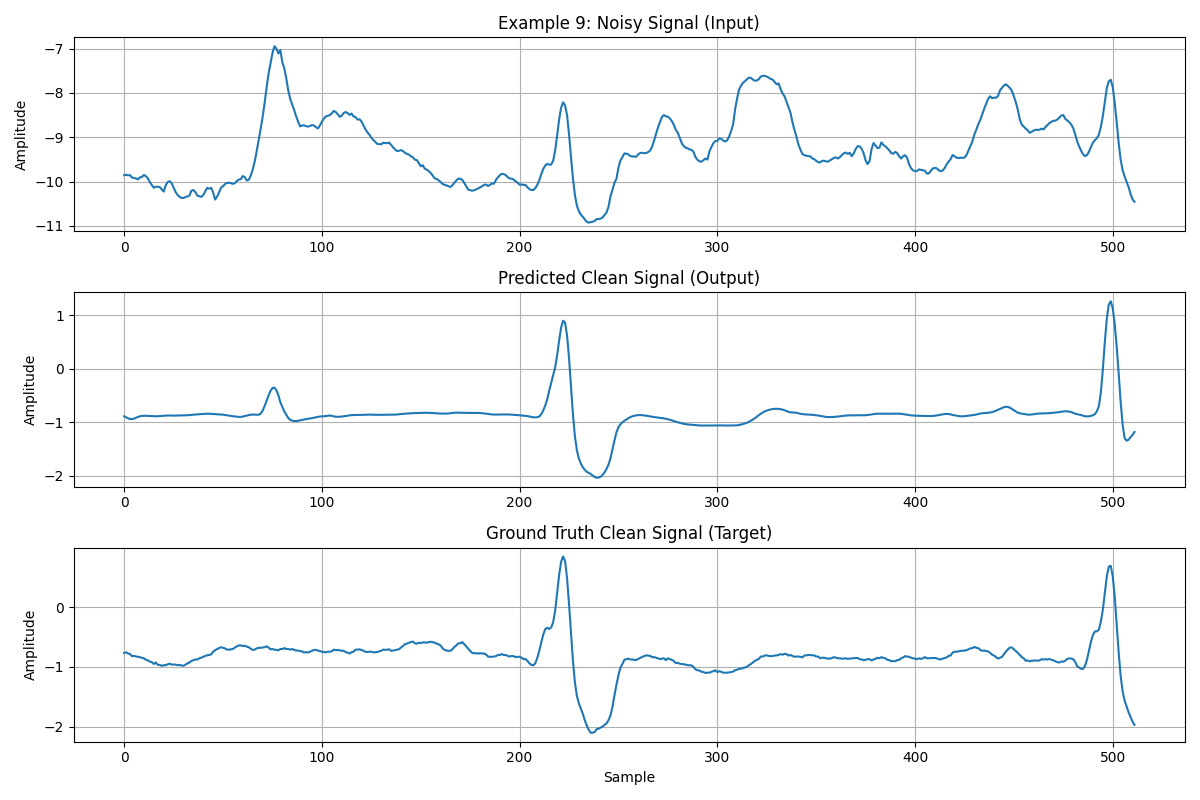 Example 9: Noisy Signal (Input)
Amplitude
−7
−8
−9
−10
−11
0 100 200 300 400 500
Predicted Clean Signal (Output)
Amplitude
1
0
−1
−2
0 100 200 300 400 500
Ground Truth Clean Signal (Target)
Amplitude
0
−1
−2
0 100 200 300 400 500
Sample